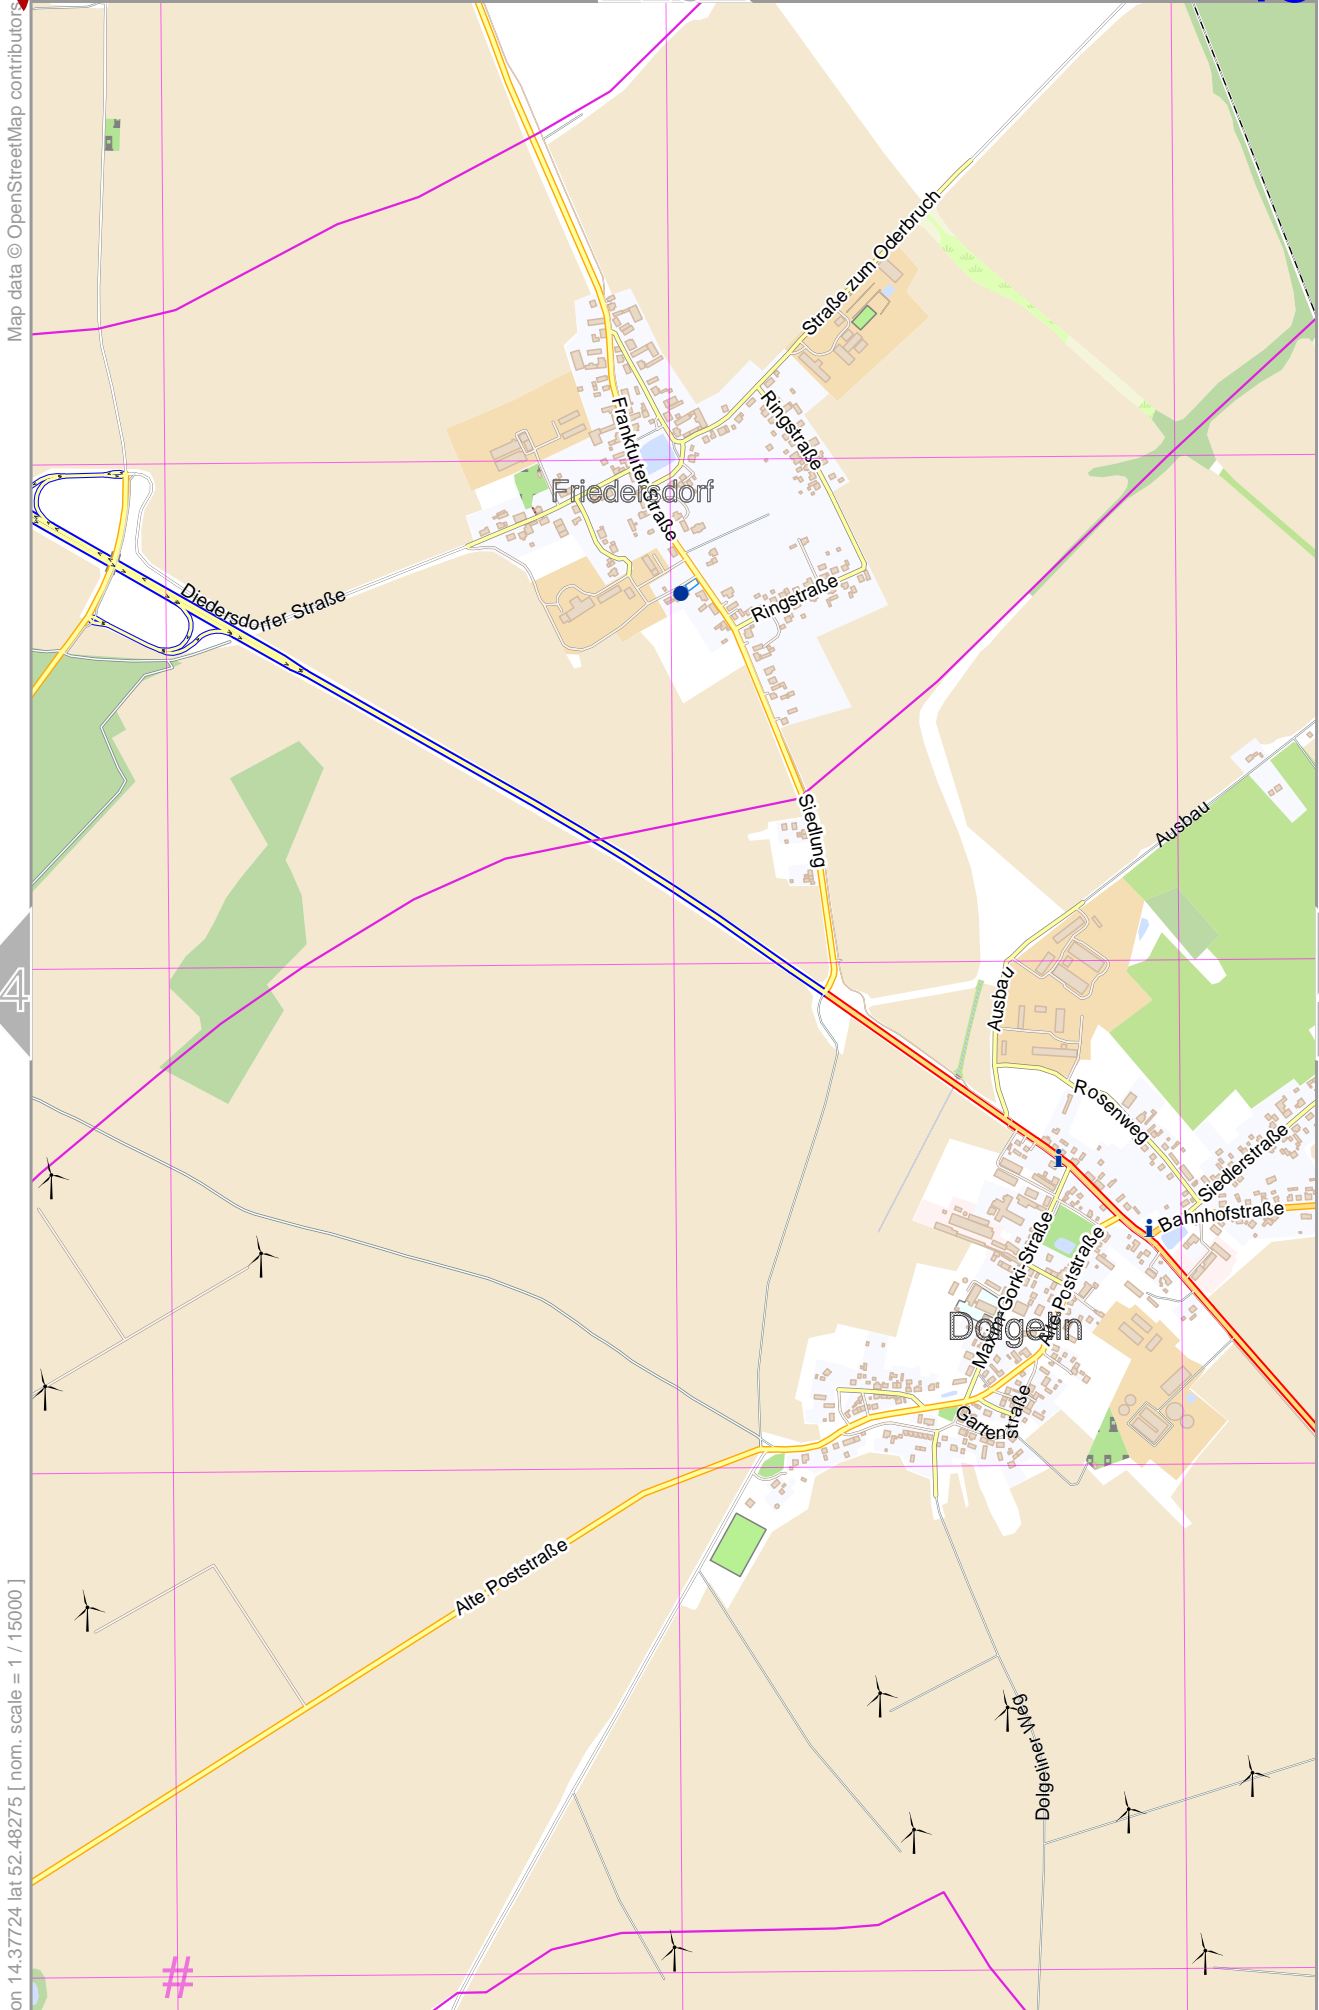 Map data © OpenStreetMap contributors
Straße zum Oderbruch
Ringstraße
Frankfurter Straße
Friedersdorf
Diedersdorfer Straße
Ringstraße
Siedlung
Ausbau
4
Ausbau
Rosenweg
Siedlerstraße
Bahnhofstraße
Maxim-Gorki-Straße
Alte Poststraße
Dolgelin
Gartenstraße
Alte Poststraße
Dolgeliner Weg
on 14.37724 lat 52.48275 [ nom. scale = 1 / 15000 ]
#